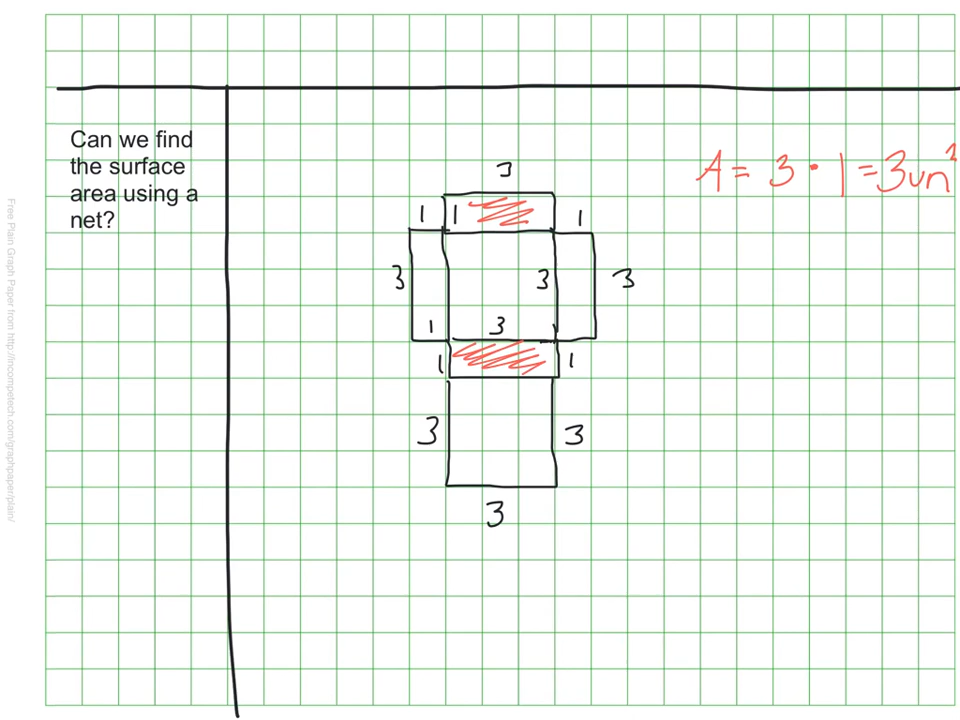 Can we find
the surface
area using a
net?
3
A = 3 · 1 = 3un²
1 1 1
3 3 3
1 3
1 1
3 3
3
Free Plain Graph Paper from http://incompetech.com/graphpaper/plain/